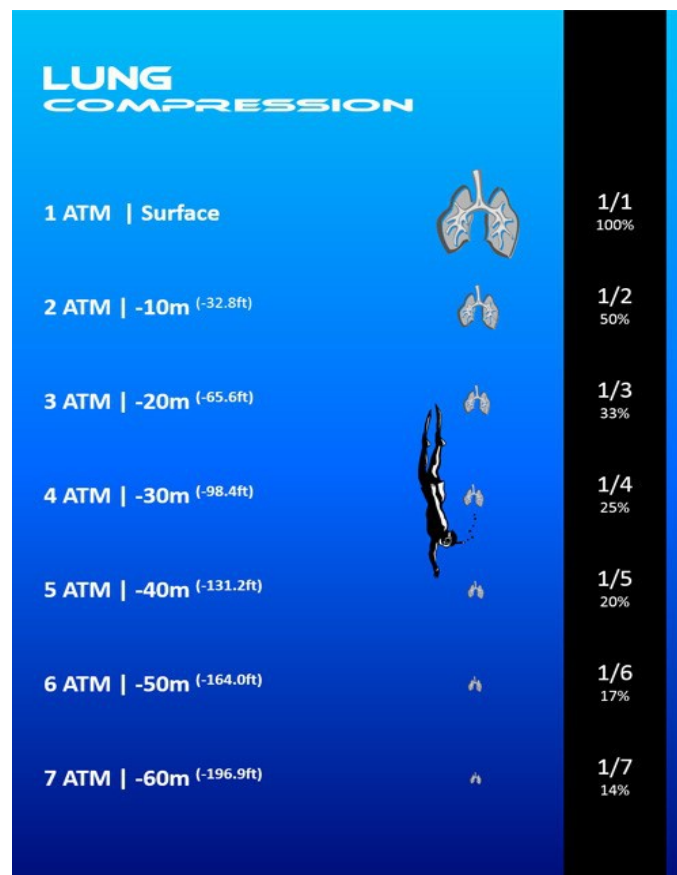 LUNG
COMPRESSION
1 ATM | Surface
1/1
100%
2 ATM | -10m (-32.8ft)
1/2
50%
3 ATM | -20m (-65.6ft)
1/3
33%
4 ATM | -30m (-98.4ft)
1/4
25%
5 ATM | -40m (-131.2ft)
1/5
20%
6 ATM | -50m (-164.0ft)
1/6
17%
7 ATM | -60m (-196.9ft)
1/7
14%